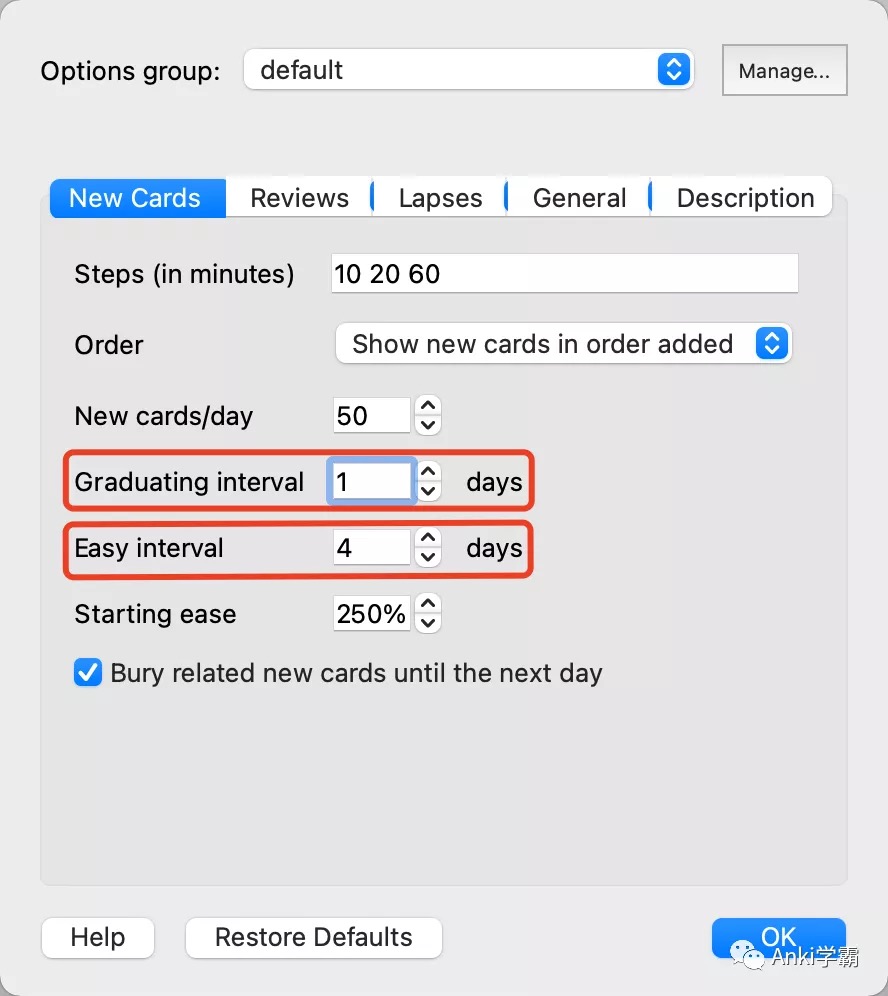 Options group: default Manage...
New Cards Reviews Lapses General Description
Steps (in minutes) 10 20 60
Order Show new cards in order added
New cards/day 50
Graduating interval 1 days
Easy interval 4 days
Starting ease 250%
Bury related new cards until the next day
Help Restore Defaults OK
Anki学霸